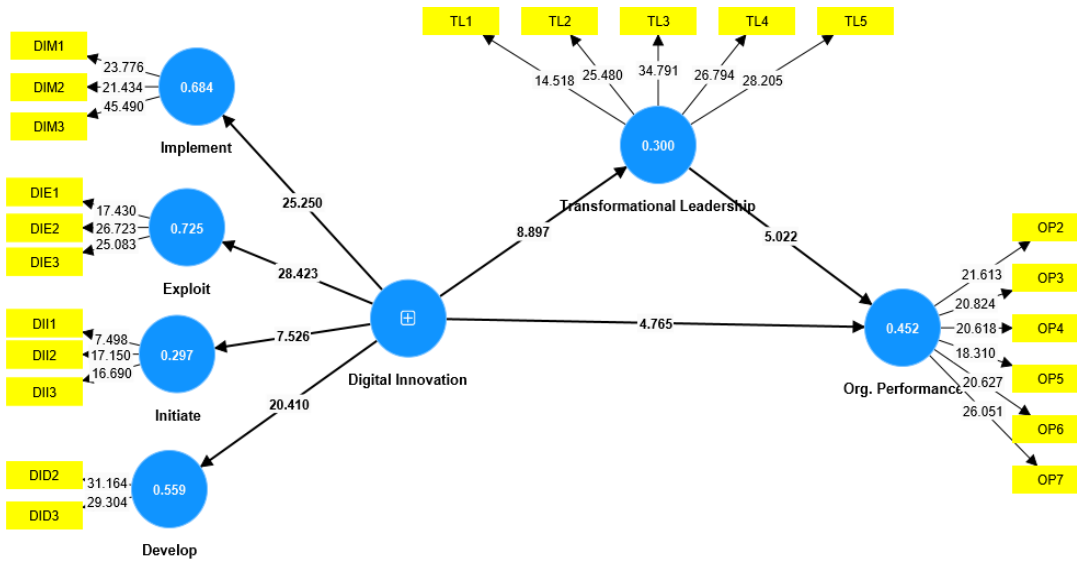 TL1
TL2
TL3
TL4
TL5
14.518
25.480
34.791
26.794
28.205
0.300
Transformational Leadership
DIM1
DIM2
DIM3
23.776
21.434
45.490
0.684
Implement
DIE1
DIE2
DIE3
17.430
26.723
25.083
0.725
Exploit
DII1
DII2
DII3
7.498
17.150
16.690
0.297
Initiate
DID2
DID3
31.164
29.304
0.559
Develop
25.250
28.423
7.526
20.410
Digital Innovation
8.897
5.022
4.765
0.452
Org. Performance
21.613
20.824
20.618
18.310
20.627
26.051
OP2
OP3
OP4
OP5
OP6
OP7